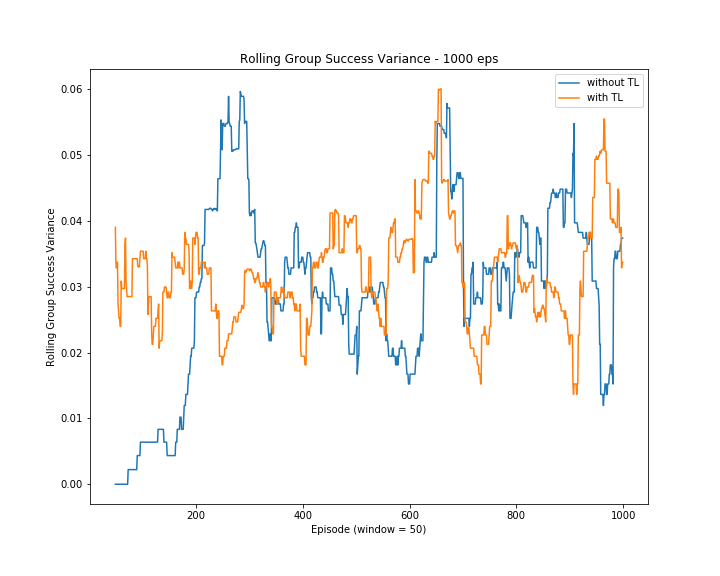 Rolling Group Success Variance - 1000 eps
without TL
with TL
Rolling Group Success Variance
0.06
0.05
0.04
0.03
0.02
0.01
0.00
200
400
600
800
1000
Episode (window = 50)